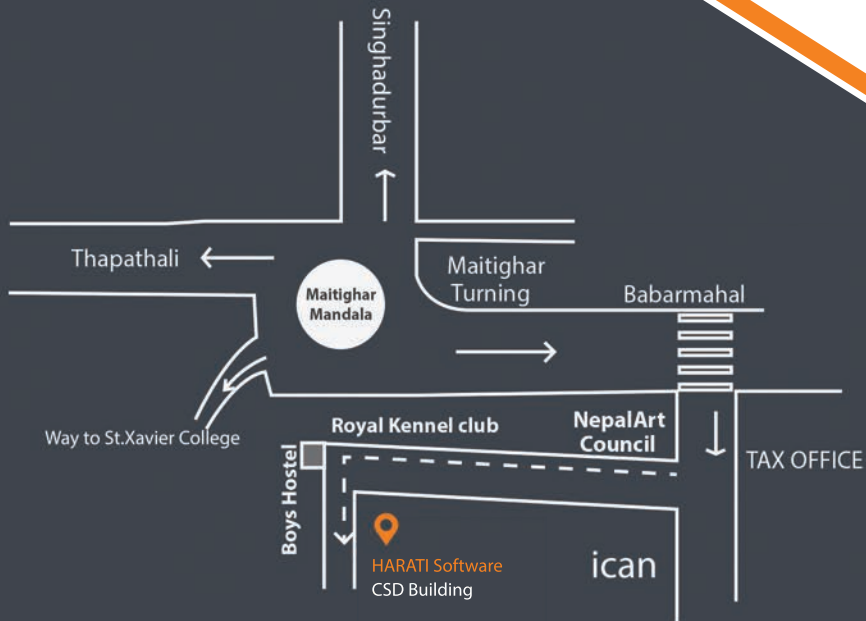 Singhadurbar
Thapathali
Maitighar
Mandala
Maitighar
Turning
Babarmahal
Way to St.Xavier College
Royal Kennel club
NepalArt
Council
TAX OFFICE
Boys Hostel
HARATI Software
CSD Building
ican